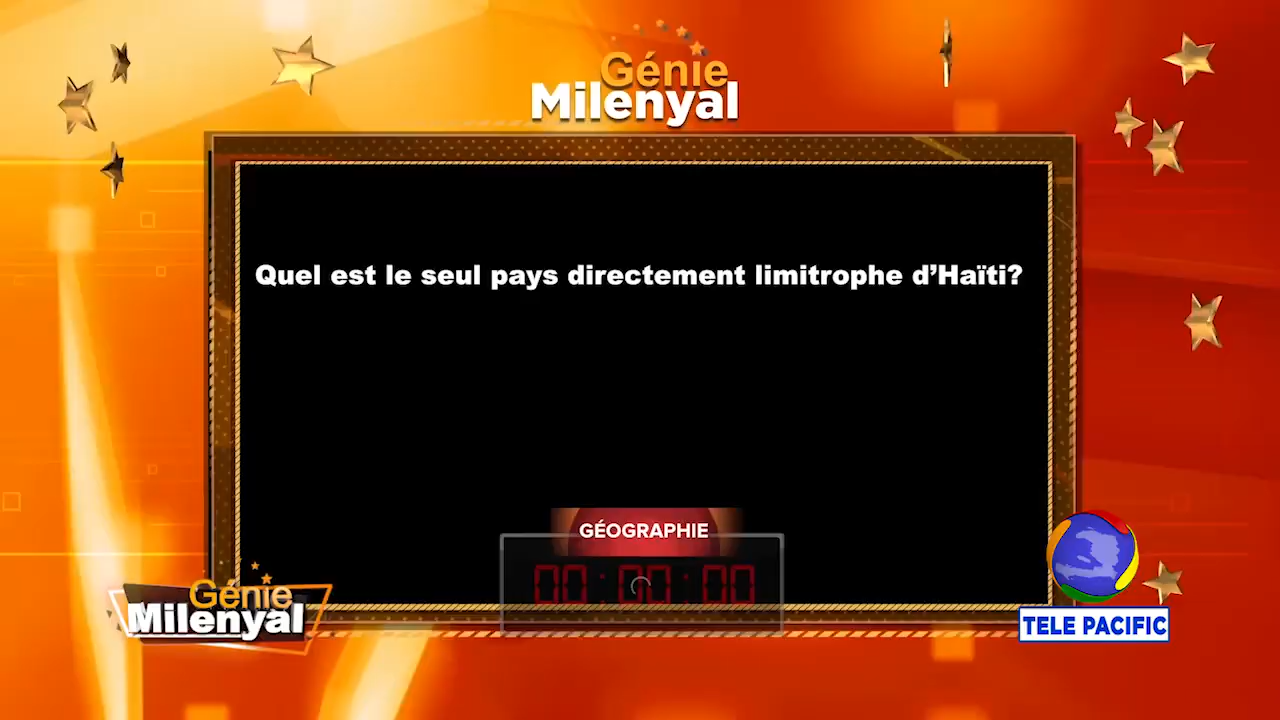 Génie
Milenyal
Quel est le seul pays directement limitrophe d’Haïti?
GÉOGRAPHIE
00:00:00
Génie
Milenyal
TELE PACIFIC